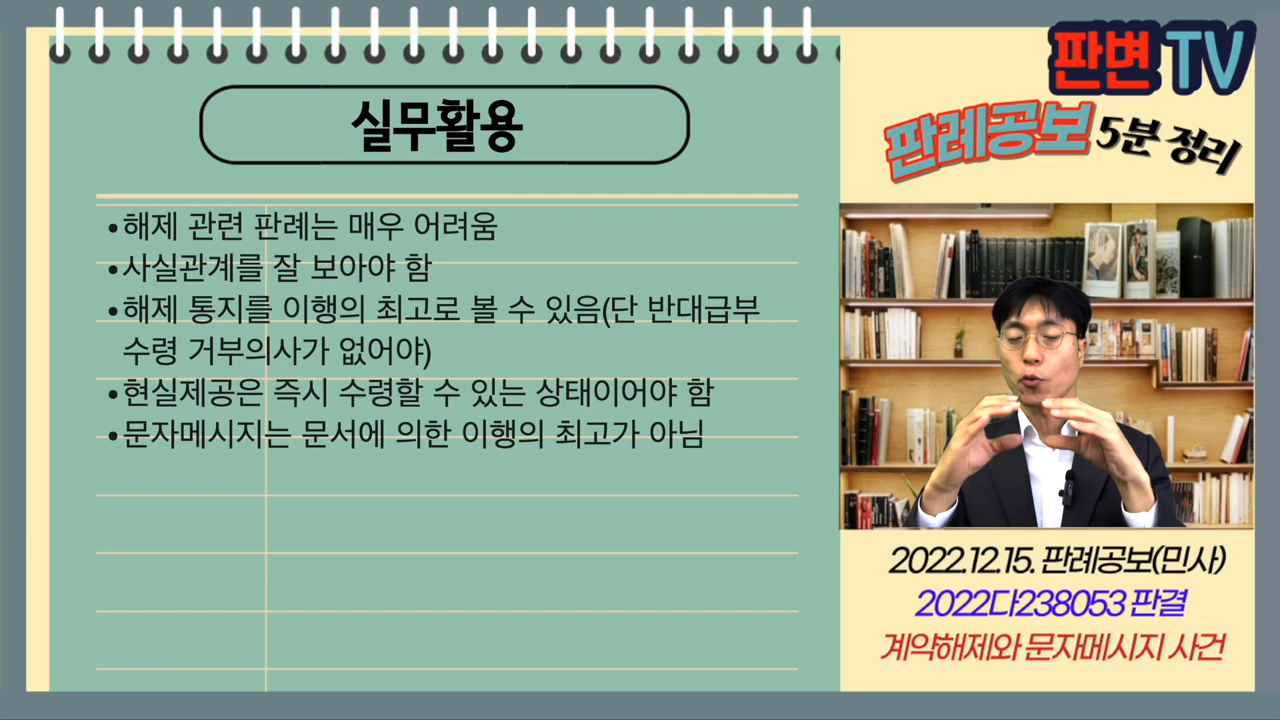 실무활용
•해제 관련 판례는 매우 어려움
•사실관계를 잘 보아야 함
•해제 통지를 이행의 최고로 볼 수 있음(단 반대급부
수령 거부의사가 없어야)
•현실제공은 즉시 수령할 수 있는 상태이어야 함
•문자메시지는 문서에 의한 이행의 최고가 아님
판변 TV
판례공보 5분 정리
2022.12.15. 판례공보(민사)
2022다238053 판결
계약해제와 문자메시지 사건